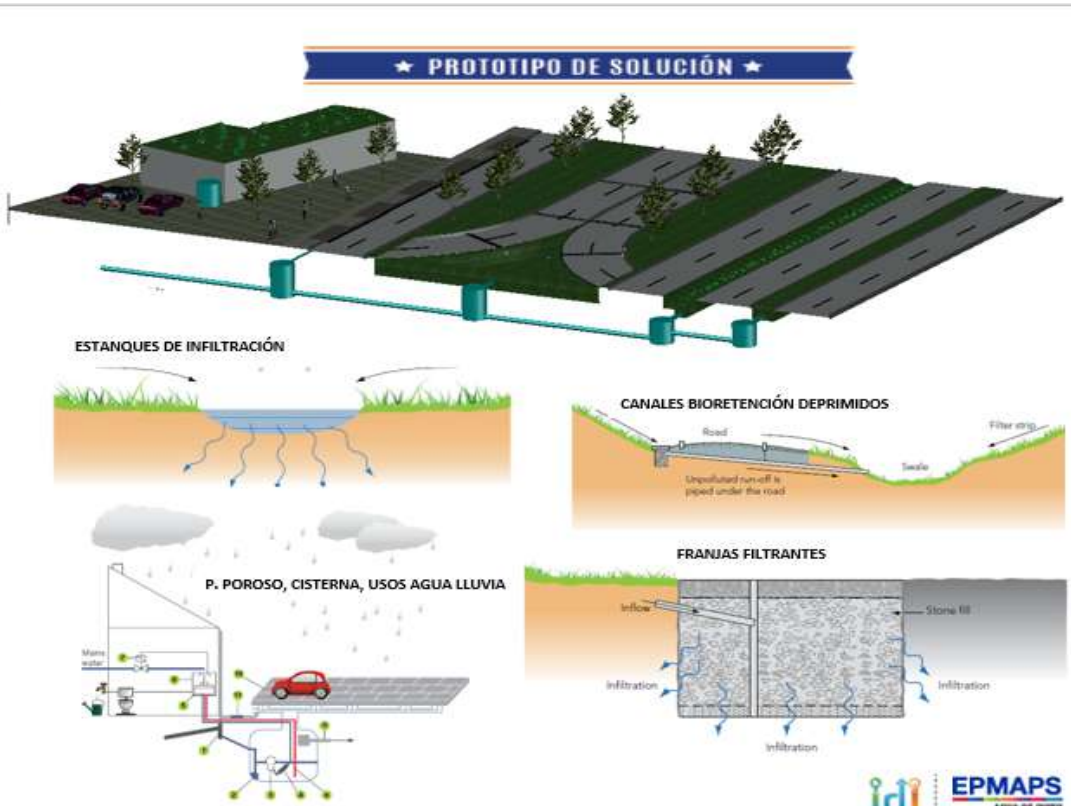 ★ PROTOTIPO DE SOLUCIÓN ★
ESTANQUES DE INFILTRACIÓN
CANALES BIORETENCIÓN DEPRIMIDOS
Road
Filter strip
Swale
Unpolluted run-off is
piped under the road
P. POROSO, CISTERNA, USOS AGUA LLUVIA
Mains
water
FRANJAS FILTRANTES
Inflow
Stone fill
Infiltration
Infiltration
Infiltration
idi
EPMAPS